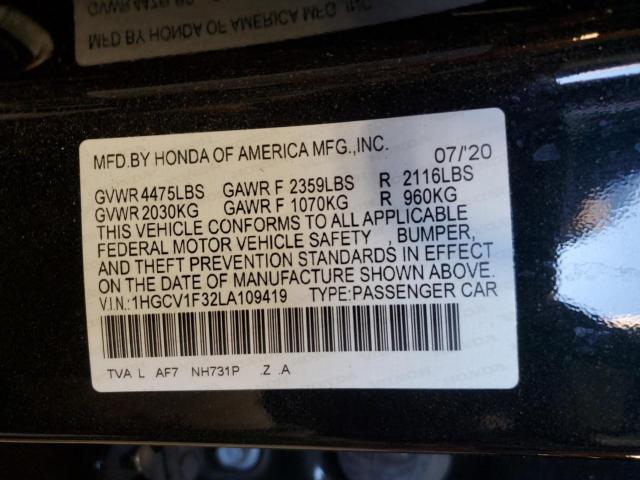 MFD.BY HONDA OF AMERICA MFG.,INC. 07/'20
GVWR 4475LBS GAWR F 2359LBS R 2116LBS
GVWR 2030KG GAWR F 1070KG R 960KG
THIS VEHICLE CONFORMS TO ALL APPLICABLE
FEDERAL MOTOR VEHICLE SAFETY , BUMPER,
AND THEFT PREVENTION STANDARDS IN EFFECT
ON THE DATE OF MANUFACTURE SHOWN ABOVE.
V.I.N.:1HGCV1F32LA109419 TYPE:PASSENGER CAR
TVA L AF7 NH731P .Z .A